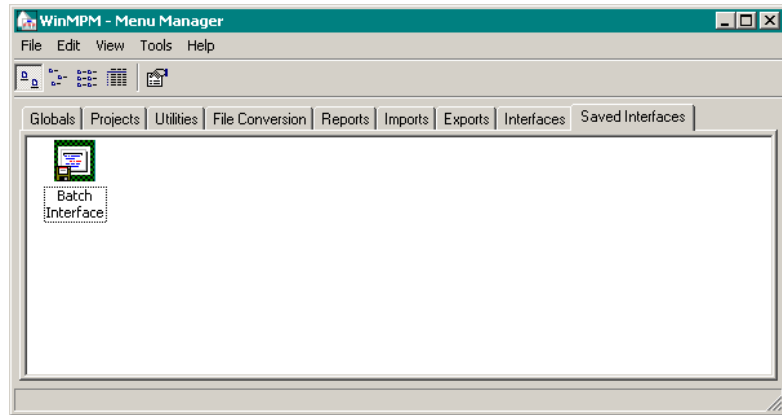 WinMPM - Menu Manager
File Edit View Tools Help
Globals Projects Utilities File Conversion Reports Imports Exports Interfaces Saved Interfaces
Batch
Interface